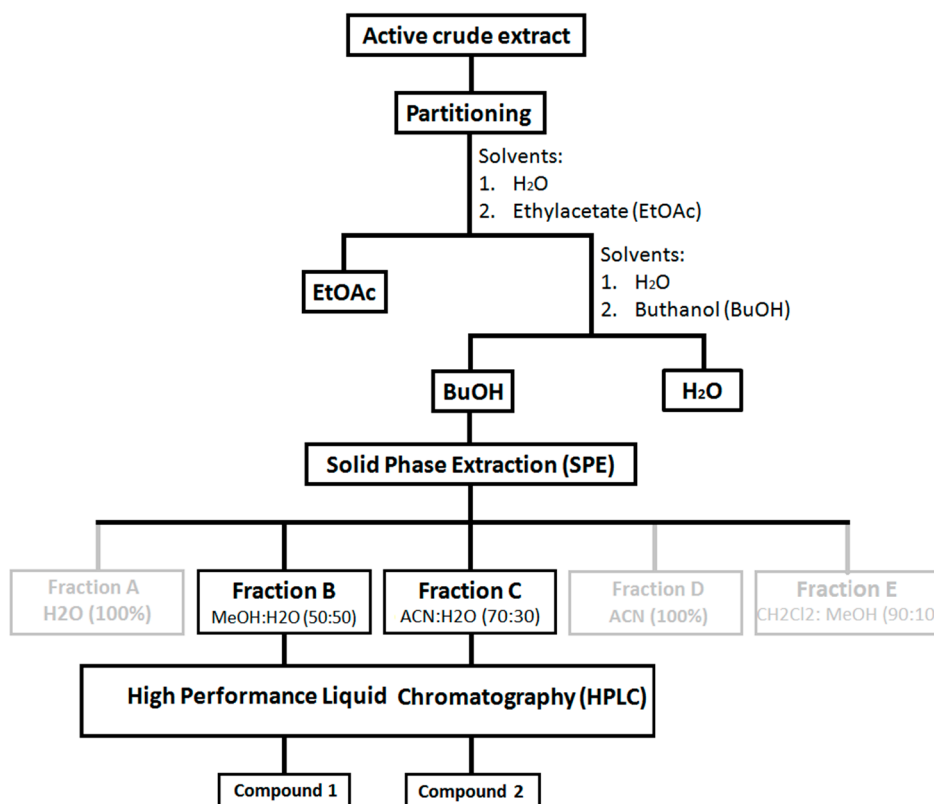 Active crude extract
Partitioning
Solvents:
1. H₂O
2. Ethylacetate (EtOAc)
Solvents:
1. H₂O
2. Buthanol (BuOH)
EtOAc
BuOH
H₂O
Solid Phase Extraction (SPE)
Fraction A
H2O (100%)
Fraction B
MeOH:H2O (50:50)
Fraction C
ACN:H2O (70:30)
Fraction D
ACN (100%)
Fraction E
CH2Cl2: MeOH (90:10
High Performance Liquid Chromatography (HPLC)
Compound 1
Compound 2